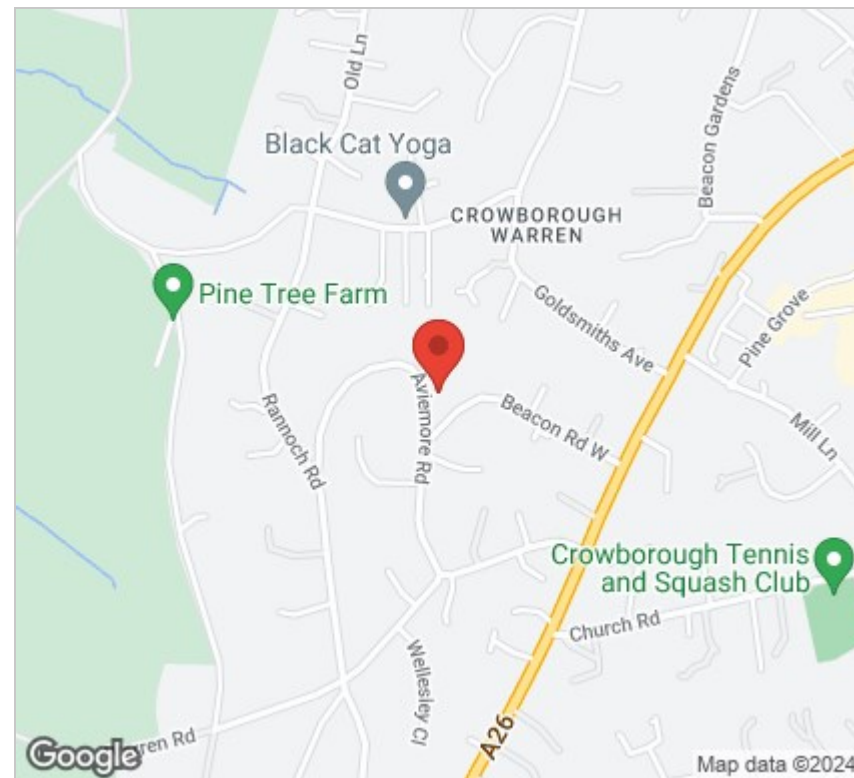 Old Ln
Beacon Gardens
Black Cat Yoga
CROWBOROUGH
WARREN
Pine Tree Farm
Goldsmiths Ave
Pine Grove
Aviemore Rd
Beacon Rd W
Rannoch Rd
Mill Ln
Crowborough Tennis
and Squash Club
Church Rd
Wellesley Cl
rren Rd
A26
Google
Map data ©2024